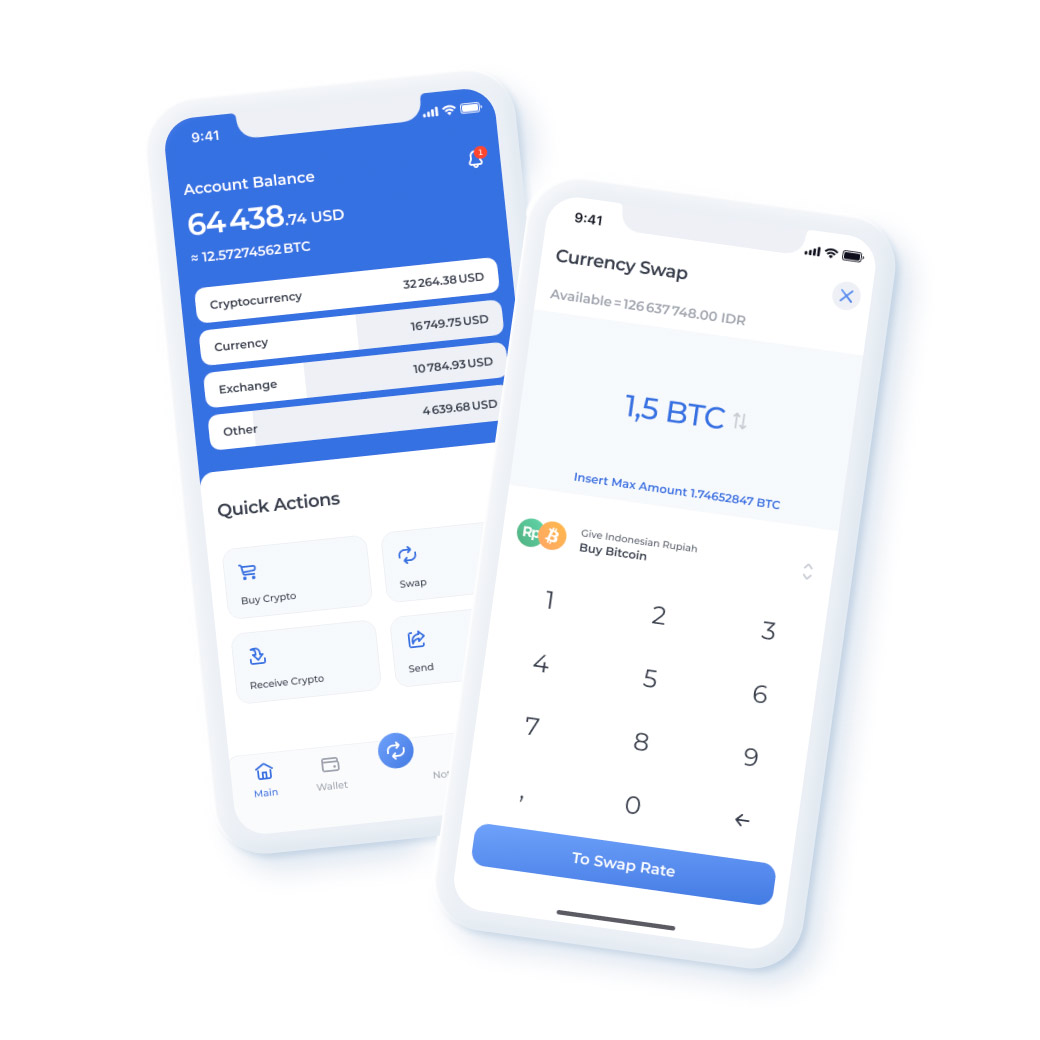 9:41
Account Balance
1
64 438.74 USD
≈ 12.57274562 BTC
Cryptocurrency 32 264.38 USD
Currency 16 749.75 USD
Exchange 10 784.93 USD
Other 4 639.68 USD
Quick Actions
Buy Crypto
Swap
Receive Crypto
Send
Main
Wallet
9:41
Currency Swap
Available = 126 637 748.00 IDR
1,5 BTC
Insert Max Amount 1.74652847 BTC
Rp
Give Indonesian Rupiah
Buy Bitcoin
1 2 3
4 5 6
7 8 9
, 0
To Swap Rate